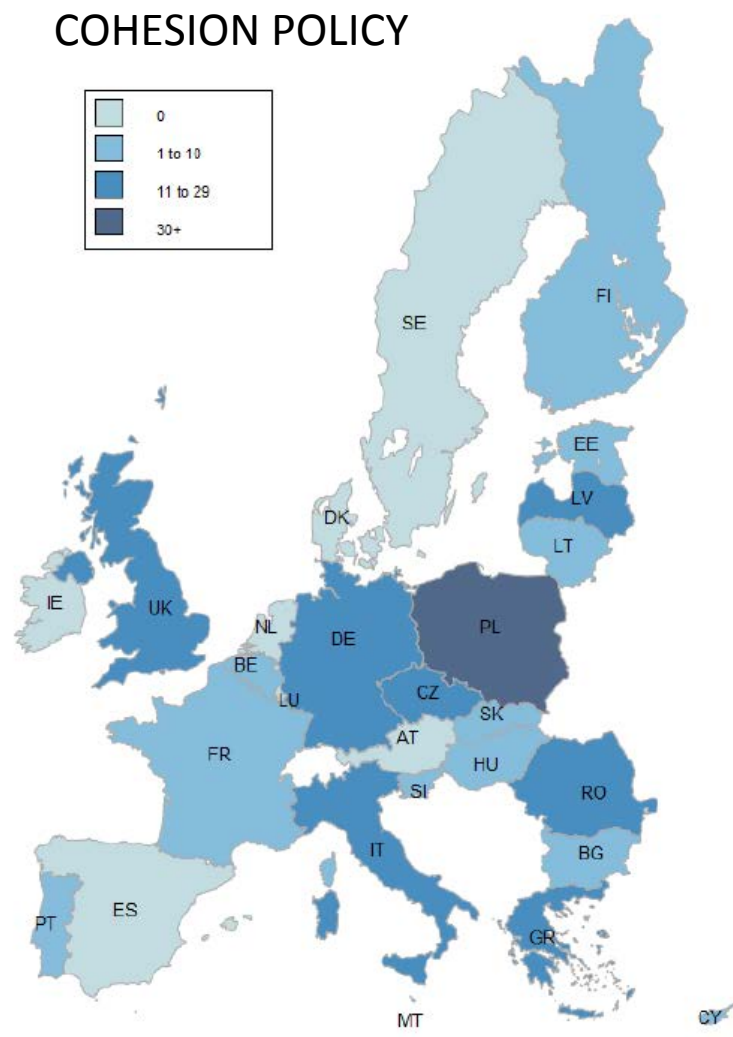 COHESION POLICY
0
1 to 10
11 to 29
30+
FI
SE
EE
LV
DK
LT
IE
UK
NL
DE
PL
BE
LU
CZ
SK
AT
FR
HU
SI
RO
IT
BG
ES
PT
GR
MT
CY